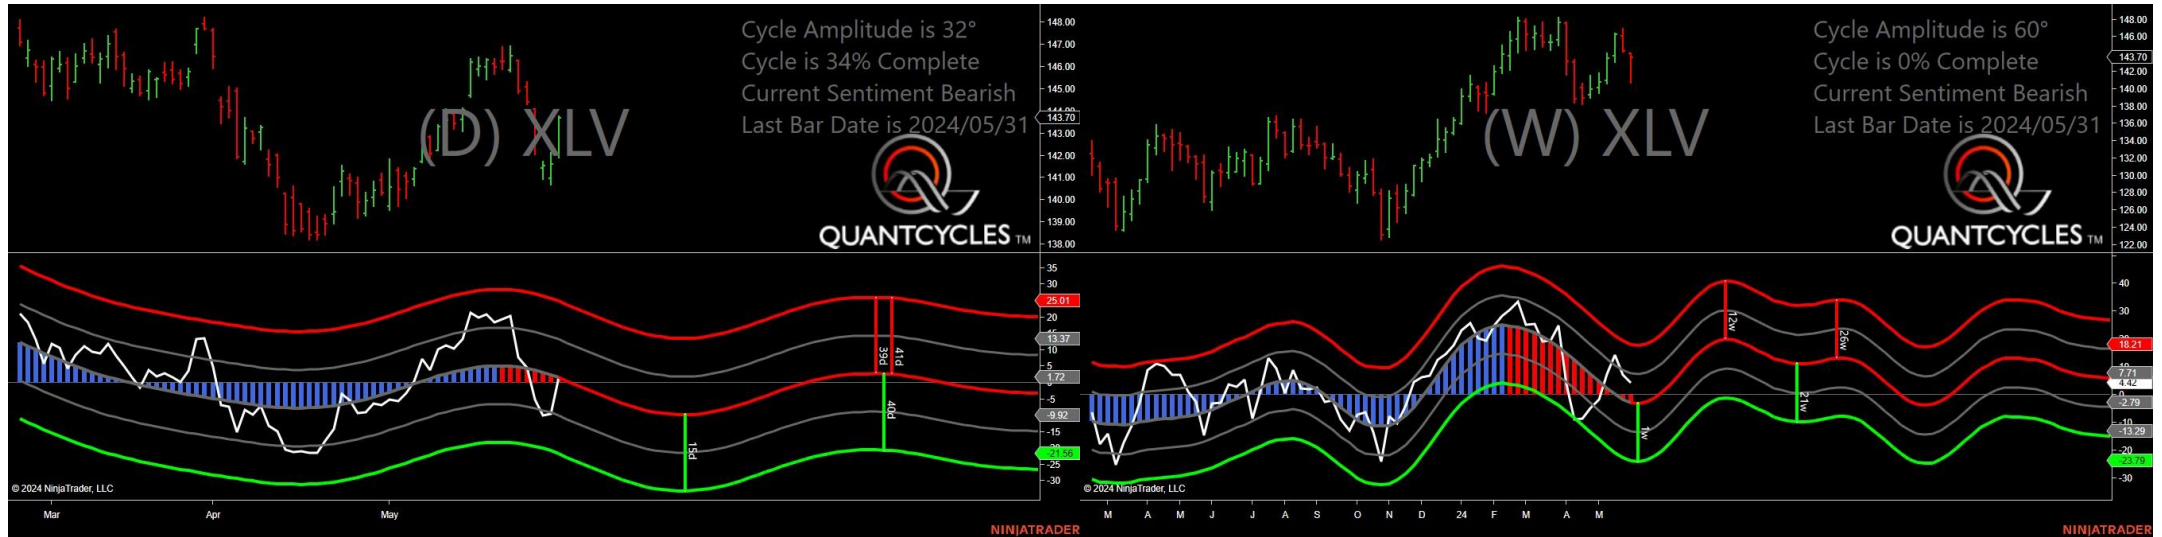 Cycle Amplitude is 32°
Cycle is 34% Complete
Current Sentiment Bearish
Last Bar Date is 2024/05/31
(D) XLV
QUANTCYCLES TM
148.00
147.00
146.00
145.00
144.00
143.70
143.00
142.00
141.00
140.00
139.00
138.00
35
30
25.01
20
13.37
10
5
1.72
-5
-9.92
-15
-21.56
-25
-30
39d
41d
40d
15d
© 2024 NinjaTrader, LLC
Mar Apr May
NINJATRADER
Cycle Amplitude is 60°
Cycle is 0% Complete
Current Sentiment Bearish
Last Bar Date is 2024/05/31
(W) XLV
QUANTCYCLES TM
148.00
146.00
143.70
142.00
140.00
138.00
136.00
134.00
132.00
130.00
128.00
126.00
124.00
122.00
40
30
18.21
7.71
4.42
0
-2.79
-10
-13.29
-20
-23.79
-30
12w
26w
21w
1w
© 2024 NinjaTrader, LLC
M A M J J A S O N D 24 F M A M
NINJATRADER